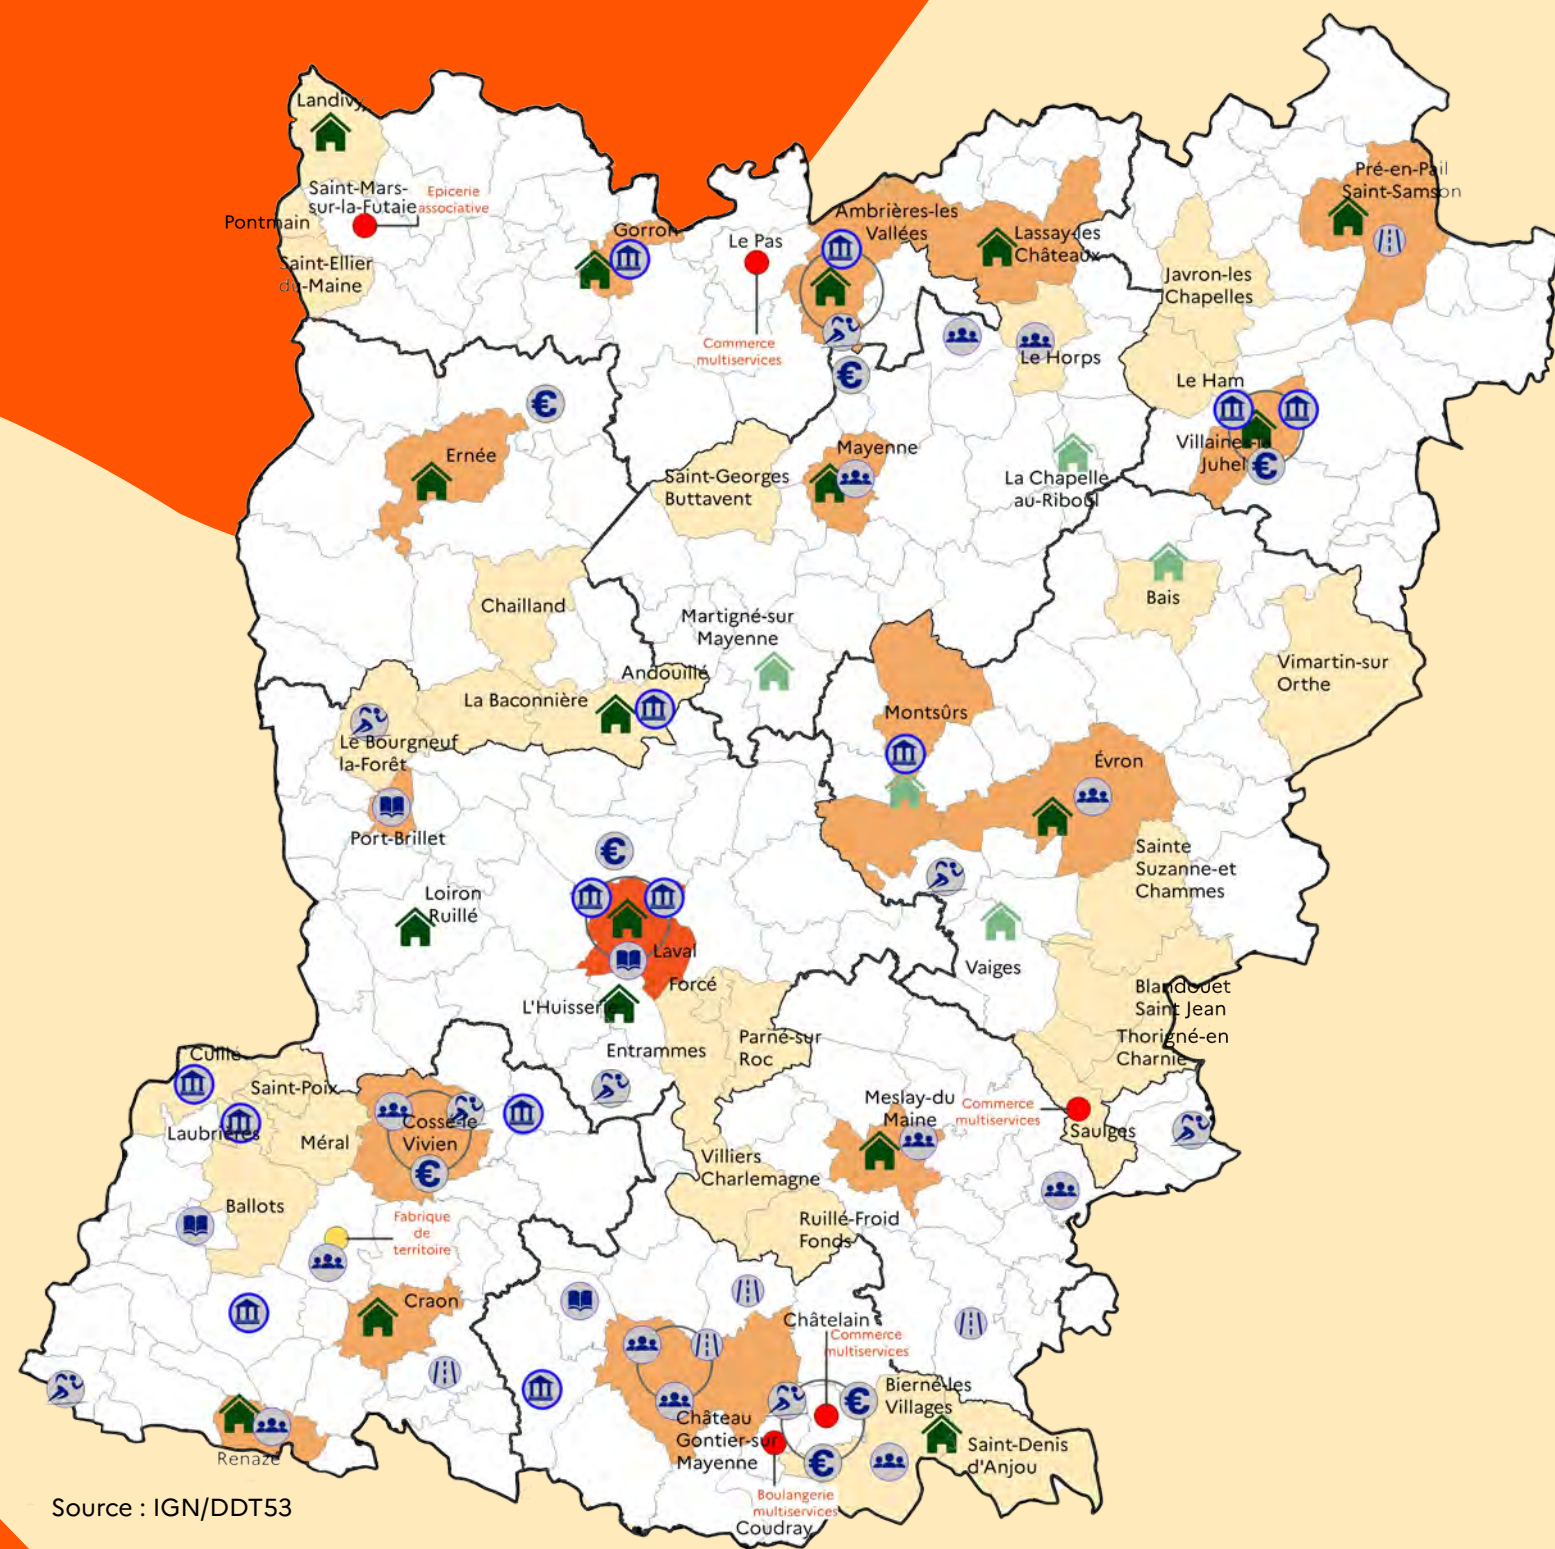 Landivy
Saint-Mars-
sur-la-Futaie
Epicerie
associative
Pontmain
Saint-Ellier
du-Maine
Gorron
Le Pas
Commerce
multiservices
Ambrières-les
Vallées
Lassay-les
Châteaux
Pré-en-Pail
Saint-Samson
Javron-les
Chapelles
Le Horps
Le Ham
Villaines-la
Juhel
Ernée
Saint-Georges
Buttavent
Mayenne
La Chapelle
au-Riboul
Bais
Chailland
Martigné-sur
Mayenne
Andouillé
La Baconnière
Vimartin-sur
Orthe
Montsûrs
Le Bourgneuf
la-Forêt
Évron
Port-Brillet
Sainte
Suzanne-et
Chammes
Loiron
Ruillé
Laval
Vaiges
Forcé
L'Huisserie
Blandouet
Saint Jean
Thorigné-en
Charnie
Entrammes
Parné-sur
Roc
Cuillé
Saint-Poix
Laubrières
Méral
Cossé-le
Vivien
Meslay-du
Maine
Commerce
multiservices
Saulges
Villiers
Charlemagne
Ballots
Fabrique
de
territoire
Ruillé-Froid
Fonds
Craon
Châtelain
Commerce
multiservices
Bierné-les
Villages
Château
Gontier-sur
Mayenne
Saint-Denis
d'Anjou
Renazé
Boulangerie
multiservices
Coudray
Source : IGN/DDT53